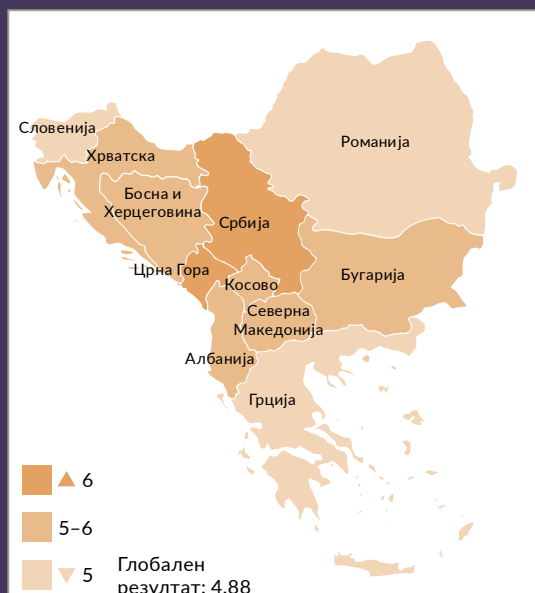 Словенија
Хрватска
Романија
Босна и
Херцеговина
Србија
Црна Гора
Косово
Бугарија
Северна
Македонија
Албанија
Грција
6
5–6
5
Глобален
резултат: 4.88